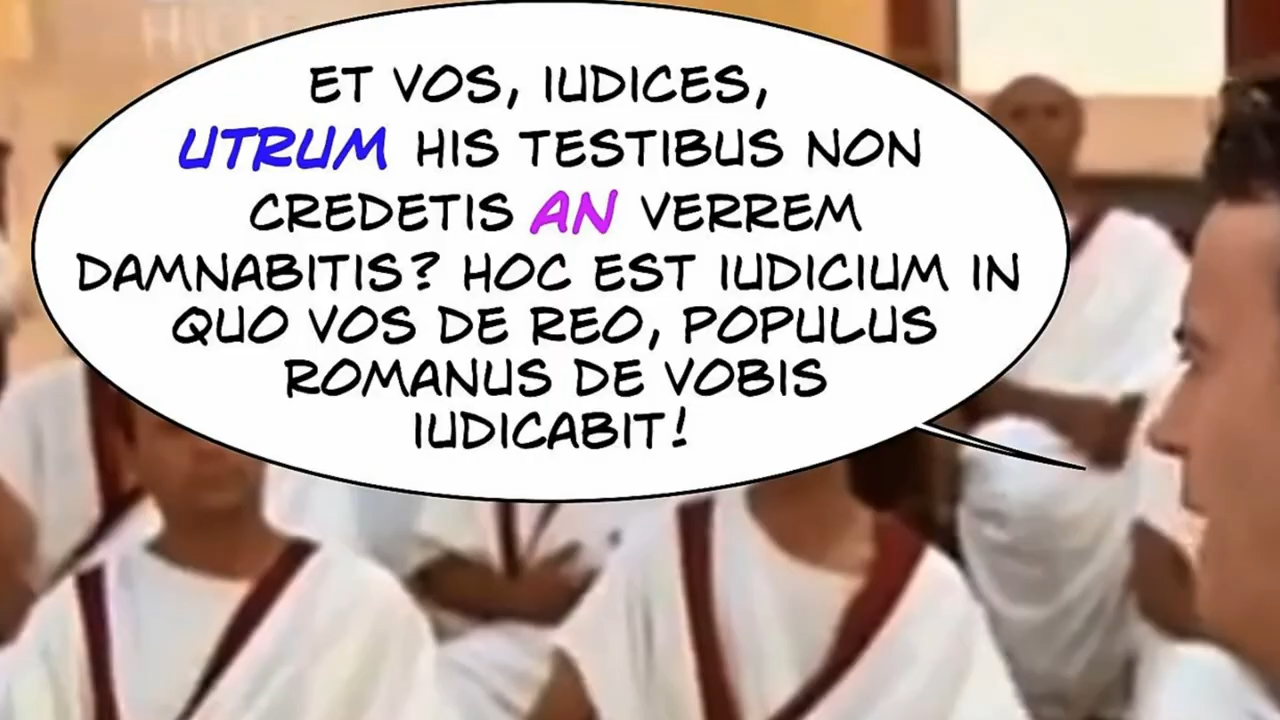 ET VOS, IUDICES,
UTRUM HIS TESTIBUS NON
CREDETIS AN VERREM
DAMNABITIS? HOC EST IUDICIUM IN
QUO VOS DE REO, POPULUS
ROMANUS DE VOBIS
IUDICABIT!